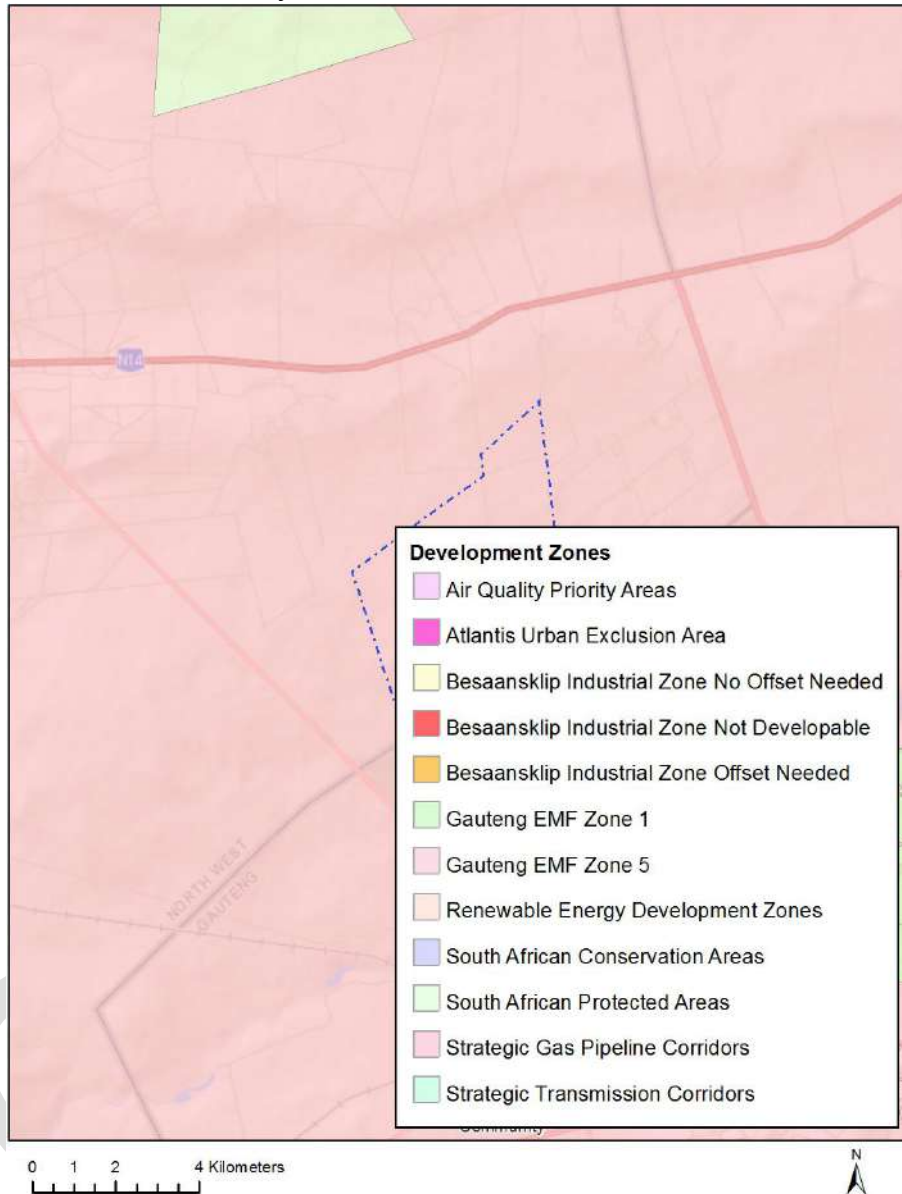 N14
Development Zones
Air Quality Priority Areas
Atlantis Urban Exclusion Area
Besaansklip Industrial Zone No Offset Needed
Besaansklip Industrial Zone Not Developable
Besaansklip Industrial Zone Offset Needed
Gauteng EMF Zone 1
Gauteng EMF Zone 5
Renewable Energy Development Zones
South African Conservation Areas
South African Protected Areas
Strategic Gas Pipeline Corridors
Strategic Transmission Corridors
NORTH WEST
GAUTENG
Community
0 1 2 4 Kilometers
N